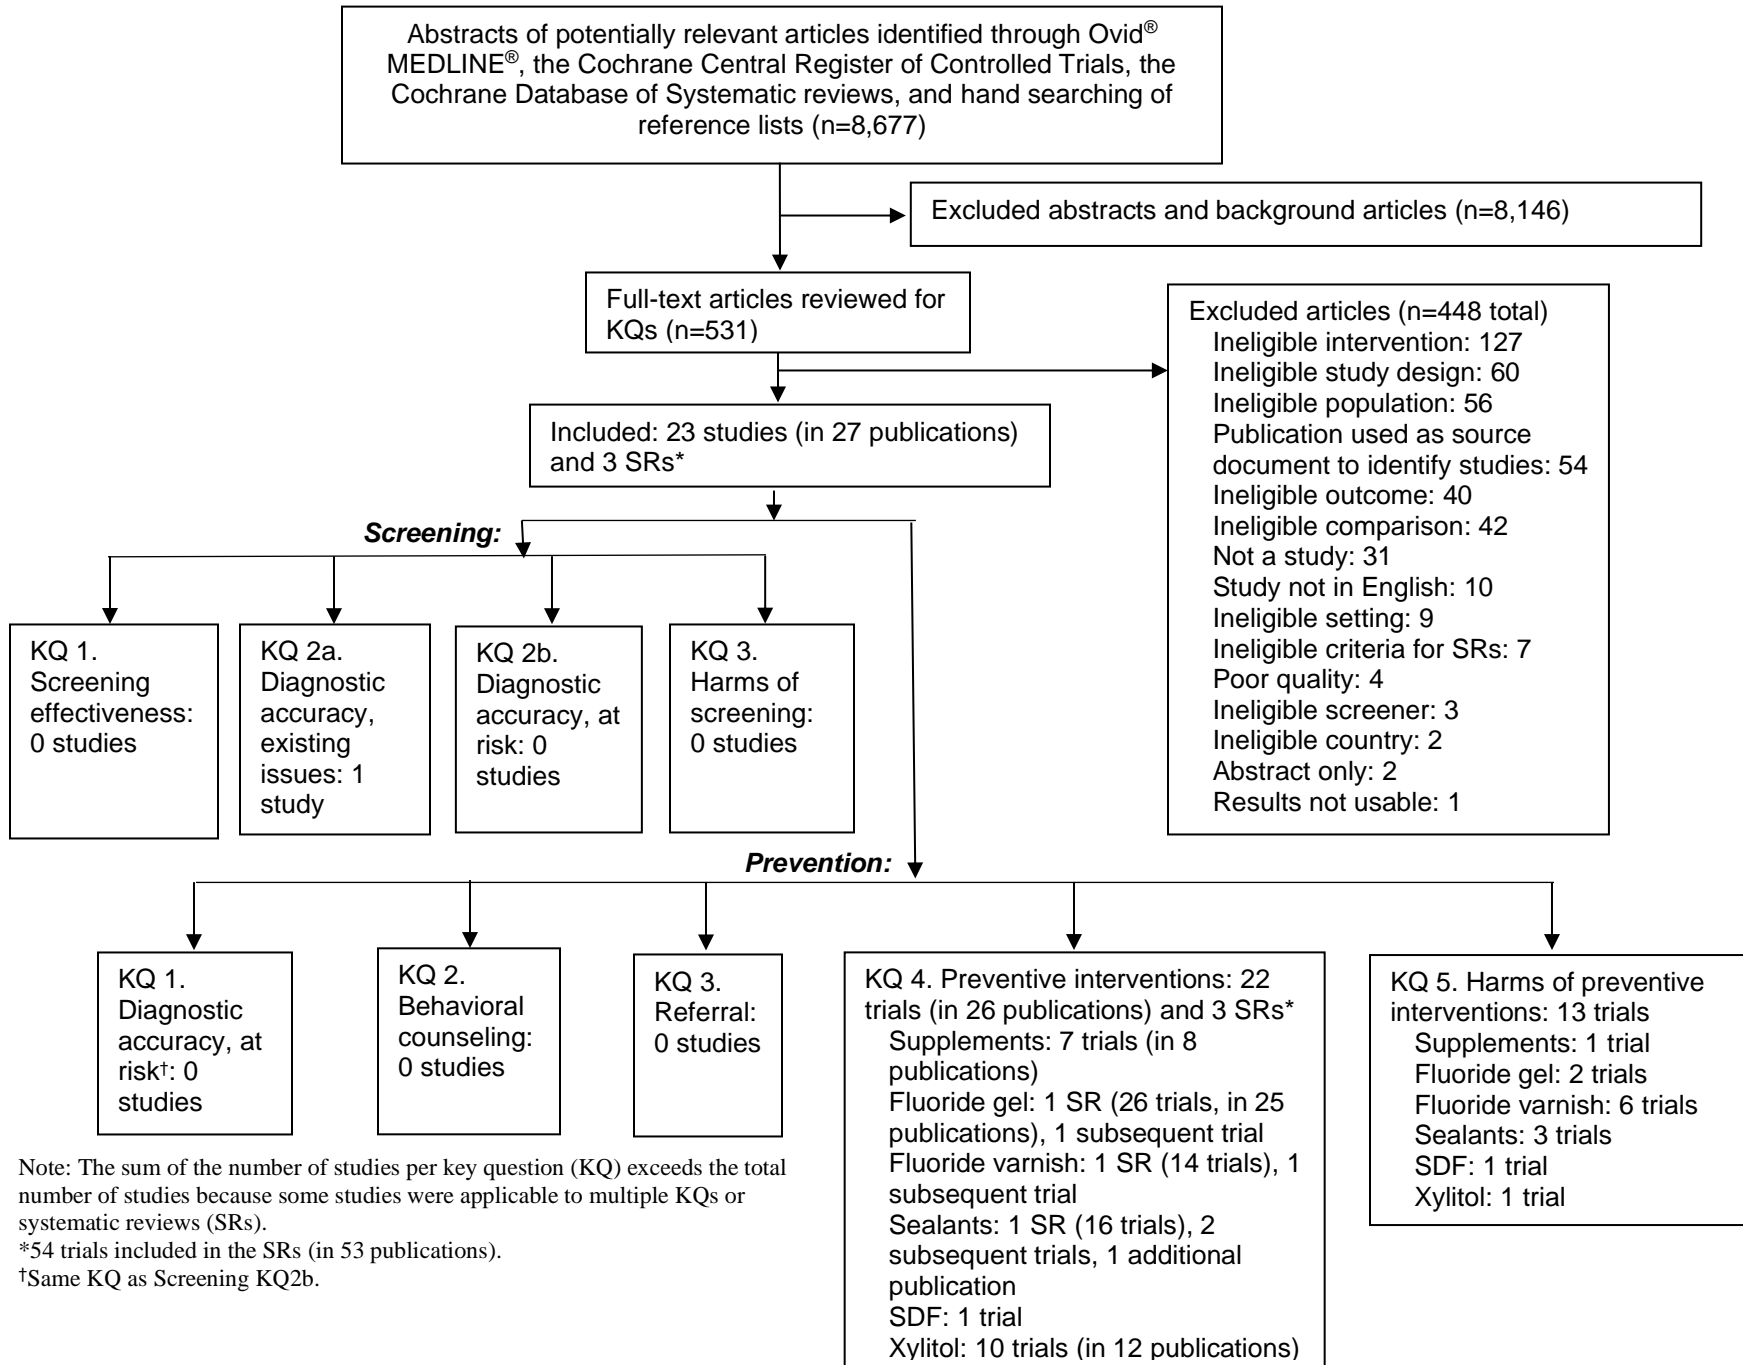 Abstracts of potentially relevant articles identified through Ovid®
MEDLINE®, the Cochrane Central Register of Controlled Trials, the
Cochrane Database of Systematic reviews, and hand searching of
reference lists (n=8,677)
Excluded abstracts and background articles (n=8,146)
Full-text articles reviewed for
KQs (n=531)
Excluded articles (n=448 total)
Ineligible intervention: 127
Ineligible study design: 60
Ineligible population: 56
Publication used as source
document to identify studies: 54
Ineligible outcome: 40
Ineligible comparison: 42
Not a study: 31
Study not in English: 10
Ineligible setting: 9
Ineligible criteria for SRs: 7
Poor quality: 4
Ineligible screener: 3
Ineligible country: 2
Abstract only: 2
Results not usable: 1
Included: 23 studies (in 27 publications)
and 3 SRs*
Screening:
KQ 1.
Screening
effectiveness:
0 studies
KQ 2a.
Diagnostic
accuracy,
existing
issues: 1
study
KQ 2b.
Diagnostic
accuracy, at
risk: 0
studies
KQ 3.
Harms of
screening:
0 studies
Prevention:
KQ 1.
Diagnostic
accuracy, at
risk†: 0
studies
KQ 2.
Behavioral
counseling:
0 studies
KQ 3.
Referral:
0 studies
KQ 4. Preventive interventions: 22
trials (in 26 publications) and 3 SRs*
Supplements: 7 trials (in 8
publications)
Fluoride gel: 1 SR (26 trials, in 25
publications), 1 subsequent trial
Fluoride varnish: 1 SR (14 trials), 1
subsequent trial
Sealants: 1 SR (16 trials), 2
subsequent trials, 1 additional
publication
SDF: 1 trial
Xylitol: 10 trials (in 12 publications)
KQ 5. Harms of preventive
interventions: 13 trials
Supplements: 1 trial
Fluoride gel: 2 trials
Fluoride varnish: 6 trials
Sealants: 3 trials
SDF: 1 trial
Xylitol: 1 trial
Note: The sum of the number of studies per key question (KQ) exceeds the total
number of studies because some studies were applicable to multiple KQs or
systematic reviews (SRs).
*54 trials included in the SRs (in 53 publications).
†Same KQ as Screening KQ2b.